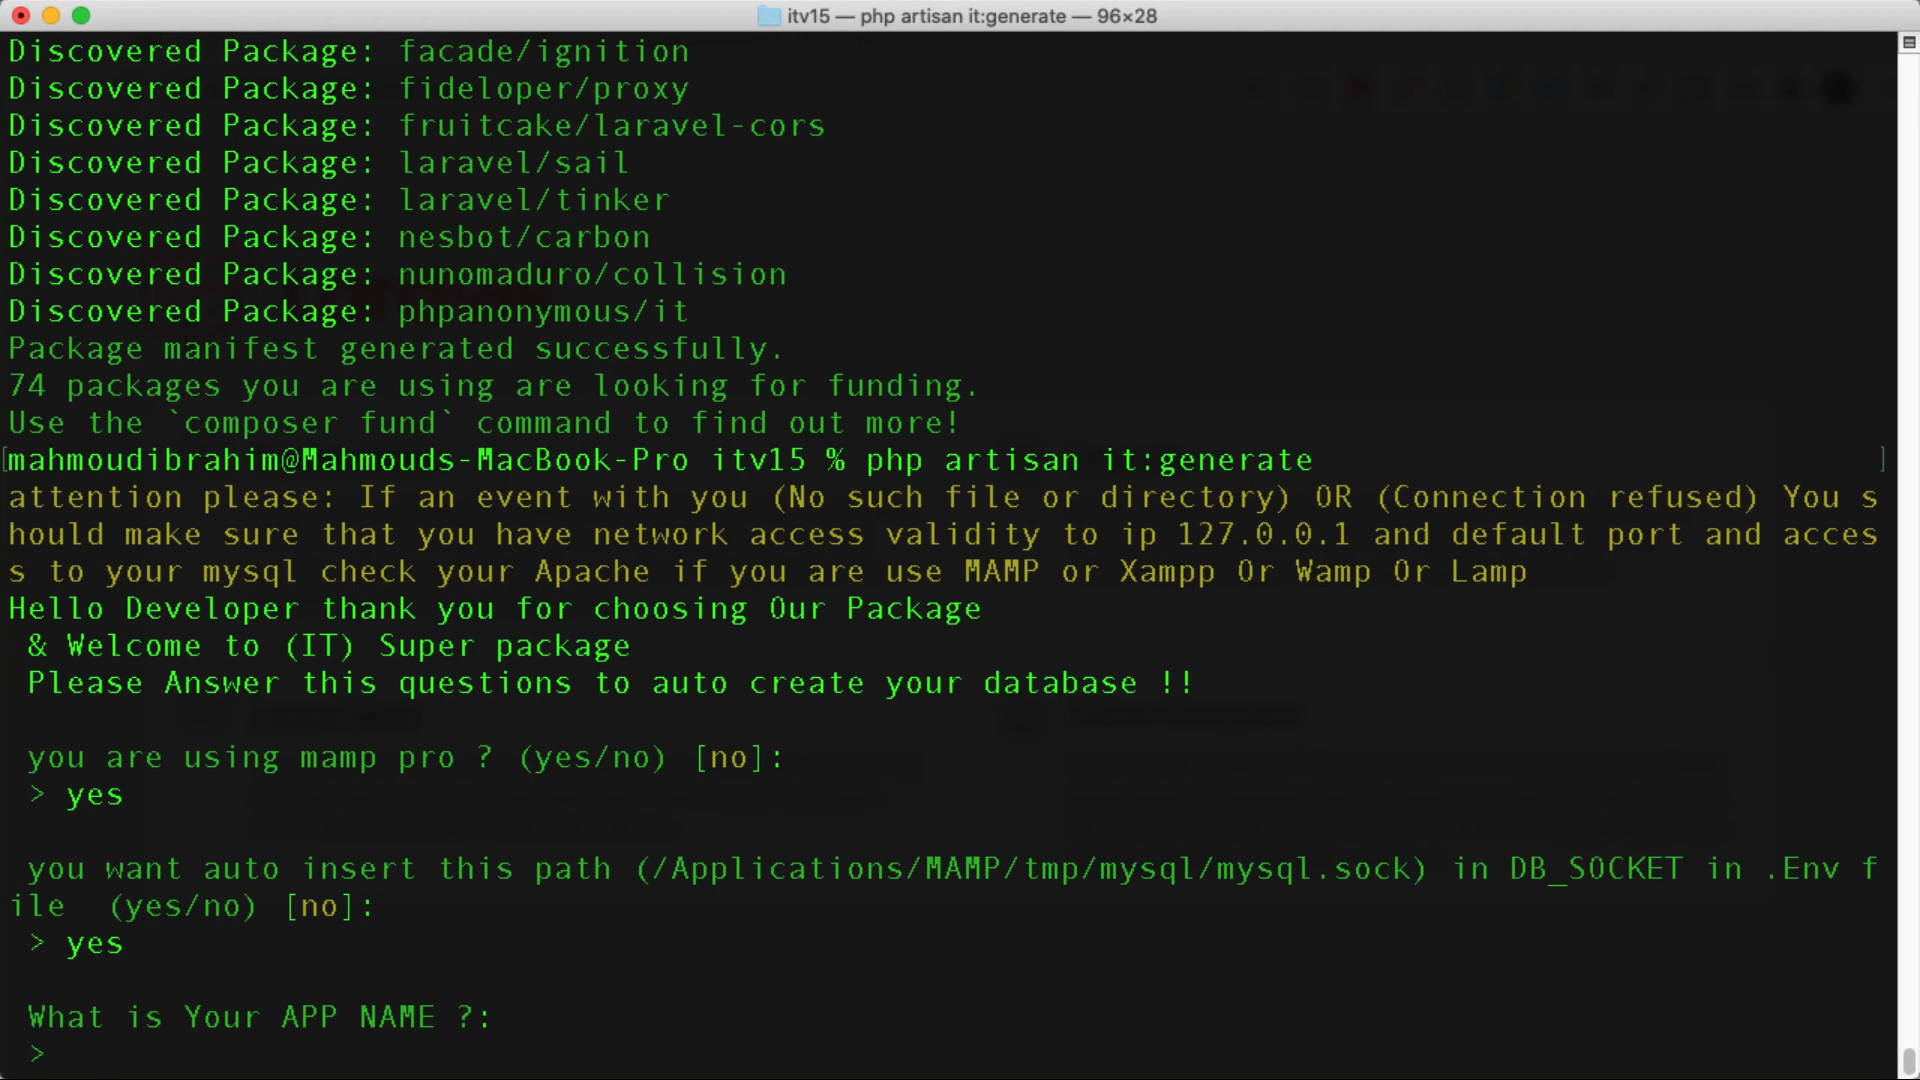 itv15 — php artisan it:generate — 96×28
Discovered Package: facade/ignition
Discovered Package: fideloper/proxy
Discovered Package: fruitcake/laravel-cors
Discovered Package: laravel/sail
Discovered Package: laravel/tinker
Discovered Package: nesbot/carbon
Discovered Package: nunomaduro/collision
Discovered Package: phpanonymous/it
Package manifest generated successfully.
74 packages you are using are looking for funding.
Use the `composer fund` command to find out more!
[mahmoudibrahim@Mahmouds-MacBook-Pro itv15 % php artisan it:generate ]
attention please: If an event with you (No such file or directory) OR (Connection refused) You s
hould make sure that you have network access validity to ip 127.0.0.1 and default port and acces
s to your mysql check your Apache if you are use MAMP or Xampp Or Wamp Or Lamp
Hello Developer thank you for choosing Our Package
& Welcome to (IT) Super package
Please Answer this questions to auto create your database !!
you are using mamp pro ? (yes/no) [no]:
> yes
you want auto insert this path (/Applications/MAMP/tmp/mysql/mysql.sock) in DB_SOCKET in .Env f
ile  (yes/no) [no]:
> yes
What is Your APP NAME ?:
>